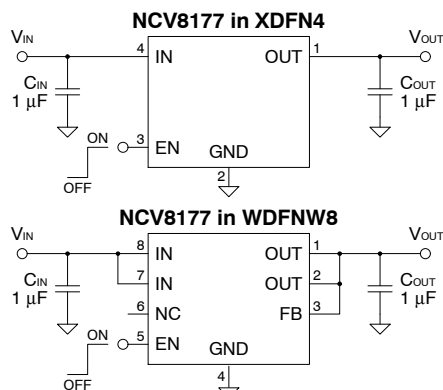 NCV8177 in XDFN4
VIN
4
IN
OUT
1
VOUT
CIN
1 µF
COUT
1 µF
ON
3
EN
OFF
GND
2
NCV8177 in WDFNW8
VIN
8
IN
OUT
1
VOUT
CIN
1 µF
7
IN
OUT
2
COUT
1 µF
6
NC
FB
3
ON
5
EN
OFF
GND
4